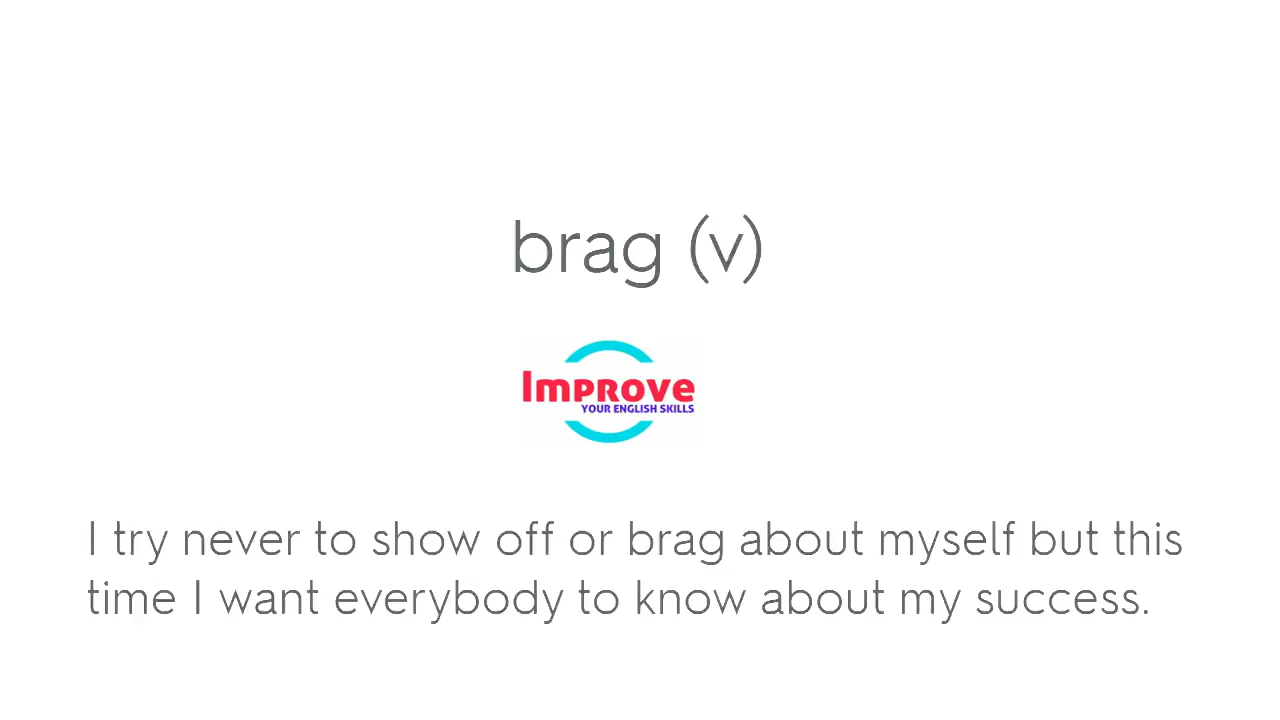 brag (v)
Improve
YOUR ENGLISH SKILLS
I try never to show off or brag about myself but this
time I want everybody to know about my success.